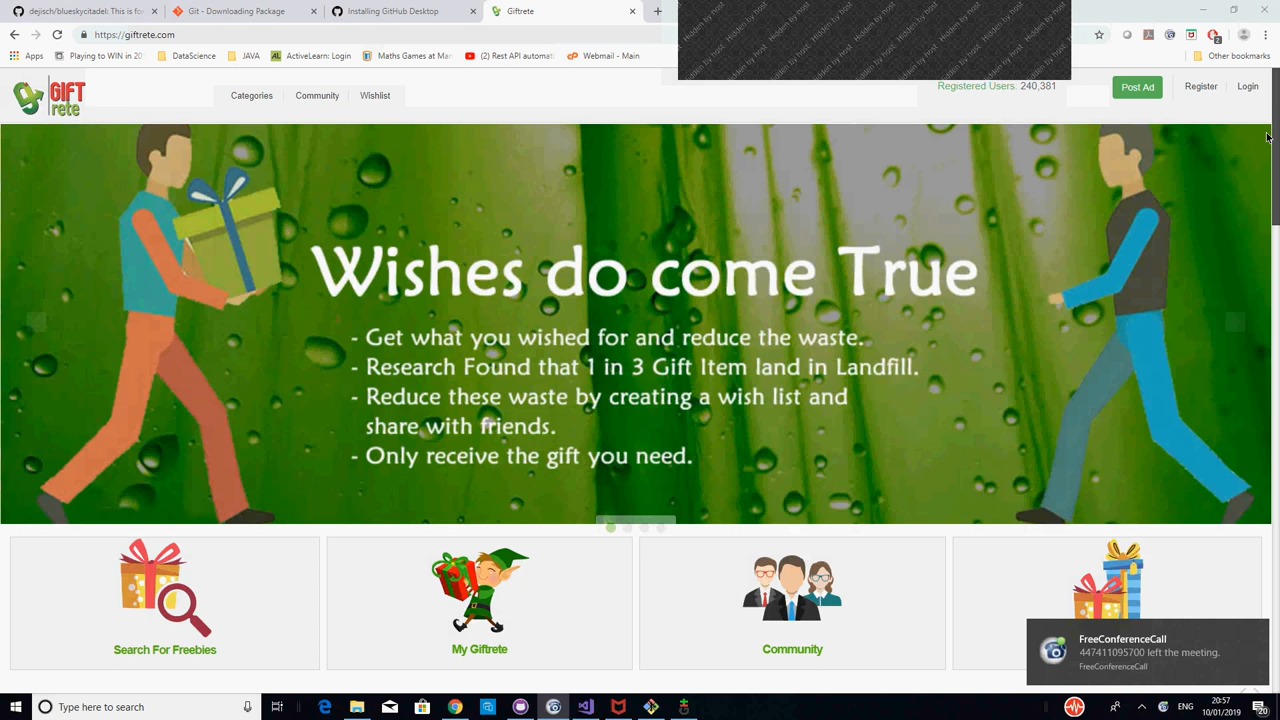 dejisch/blueskycitadel: This is fo
Git - Downloading Package
Installing GitHub Desktop
Giftrete
https://giftrete.com
Apps
Playing to WIN in 20
DataScience
JAVA
ActiveLearn: Login
Maths Games at Mat
(2) Rest API automat
Webmail - Main
Other bookmarks
Hidden by host
GIFT
rete
Categories
Community
Wishlist
Registered Users: 240,381
Post Ad
Register
Login
Wishes do come True
- Get what you wished for and reduce the waste.
- Research Found that 1 in 3 Gift Item land in Landfill.
- Reduce these waste by creating a wish list and
share with friends.
- Only receive the gift you need.
Search For Freebies
My Giftrete
Community
FreeConferenceCall
447411095700 left the meeting.
FreeConferenceCall
Type here to search
ENG
20:57
10/01/2019
20